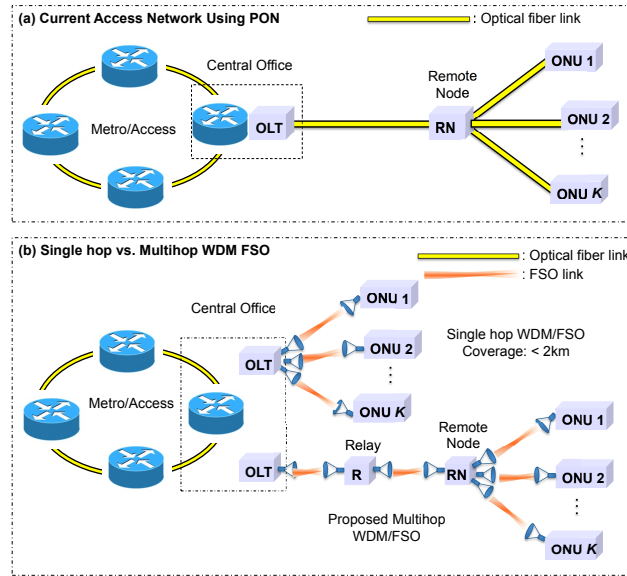 (a) Current Access Network Using PON
: Optical fiber link
Central Office
Remote
Node
ONU 1
Metro/Access
OLT
RN
ONU 2
⋮
ONU K
(b) Single hop vs. Multihop WDM FSO
: Optical fiber link
: FSO link
Central Office
ONU 1
OLT
ONU 2
Single hop WDM/FSO
Coverage: < 2km
⋮
ONU K
Metro/Access
Relay
Remote
Node
ONU 1
OLT
R
RN
ONU 2
⋮
Proposed Multihop
WDM/FSO
ONU K